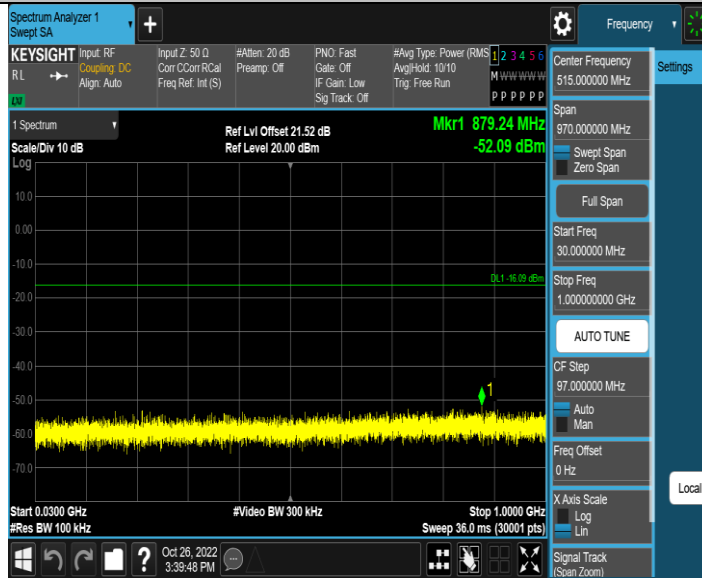 Spectrum Analyzer 1
Swept SA
Frequency
KEYSIGHT
RL
LXI
Input: RF
Coupling: DC
Align: Auto
Input Z: 50 Ω
Corr CCorr RCal
Freq Ref: Int (S)
#Atten: 20 dB
Preamp: Off
PNO: Fast
Gate: Off
IF Gain: Low
Sig Track: Off
#Avg Type: Power (RMS
Avg|Hold: 10/10
Trig: Free Run
1 2 3 4 5 6
M W W W W W
P P P P P P
Center Frequency
515.000000 MHz
Settings
Span
970.000000 MHz
Swept Span
Zero Span
Full Span
Start Freq
30.000000 MHz
Stop Freq
1.000000000 GHz
AUTO TUNE
CF Step
97.000000 MHz
Auto
Man
Freq Offset
0 Hz
X Axis Scale
Log
Lin
Signal Track
(Span Zoom)
Local
1 Spectrum
Scale/Div 10 dB
Log
Ref Lvl Offset 21.52 dB
Ref Level 20.00 dBm
Mkr1 879.24 MHz
-52.09 dBm
10.0
0.00
-10.0
DL1 -16.09 dBm
-20.0
-30.0
-40.0
1
-50.0
-60.0
-70.0
Start 0.0300 GHz
#Video BW 300 kHz
Stop 1.0000 GHz
#Res BW 100 kHz
Sweep 36.0 ms (30001 pts)
?
Oct 26, 2022
3:39:48 PM